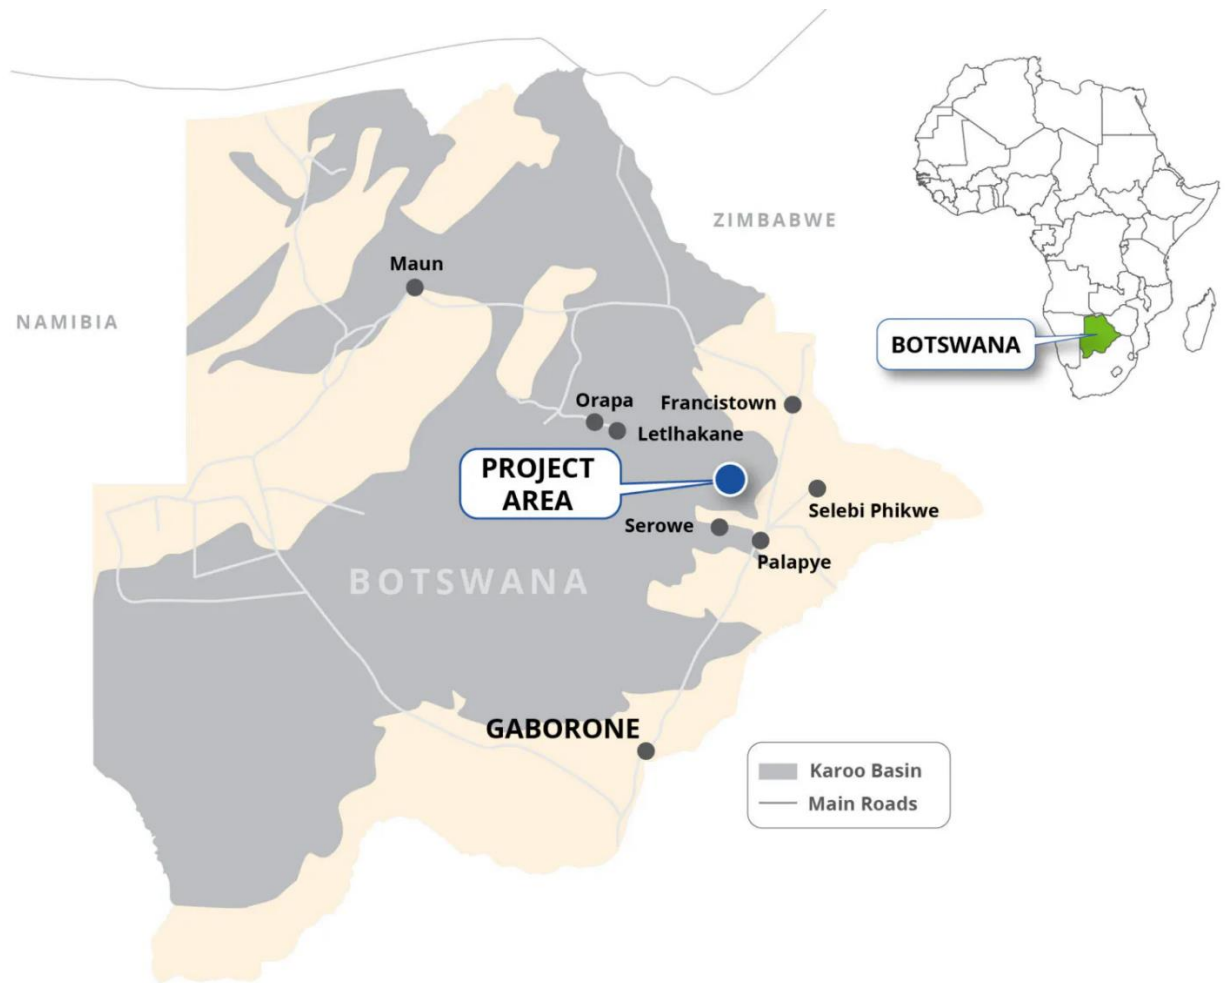 ZIMBABWE
Maun
NAMIBIA
BOTSWANA
Orapa
Francistown
Letlhakane
PROJECT
AREA
Selebi Phikwe
Serowe
Palapye
BOTSWANA
GABORONE
Karoo Basin
Main Roads